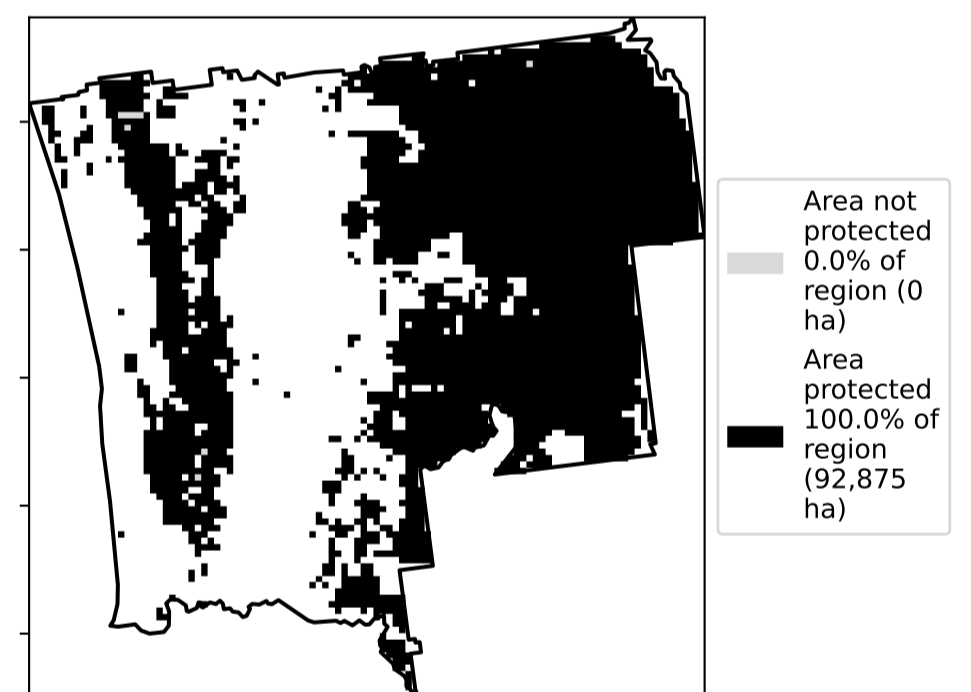 Area not
protected
0.0% of
region (0
ha)
Area
protected
100.0% of
region
(92,875
ha)